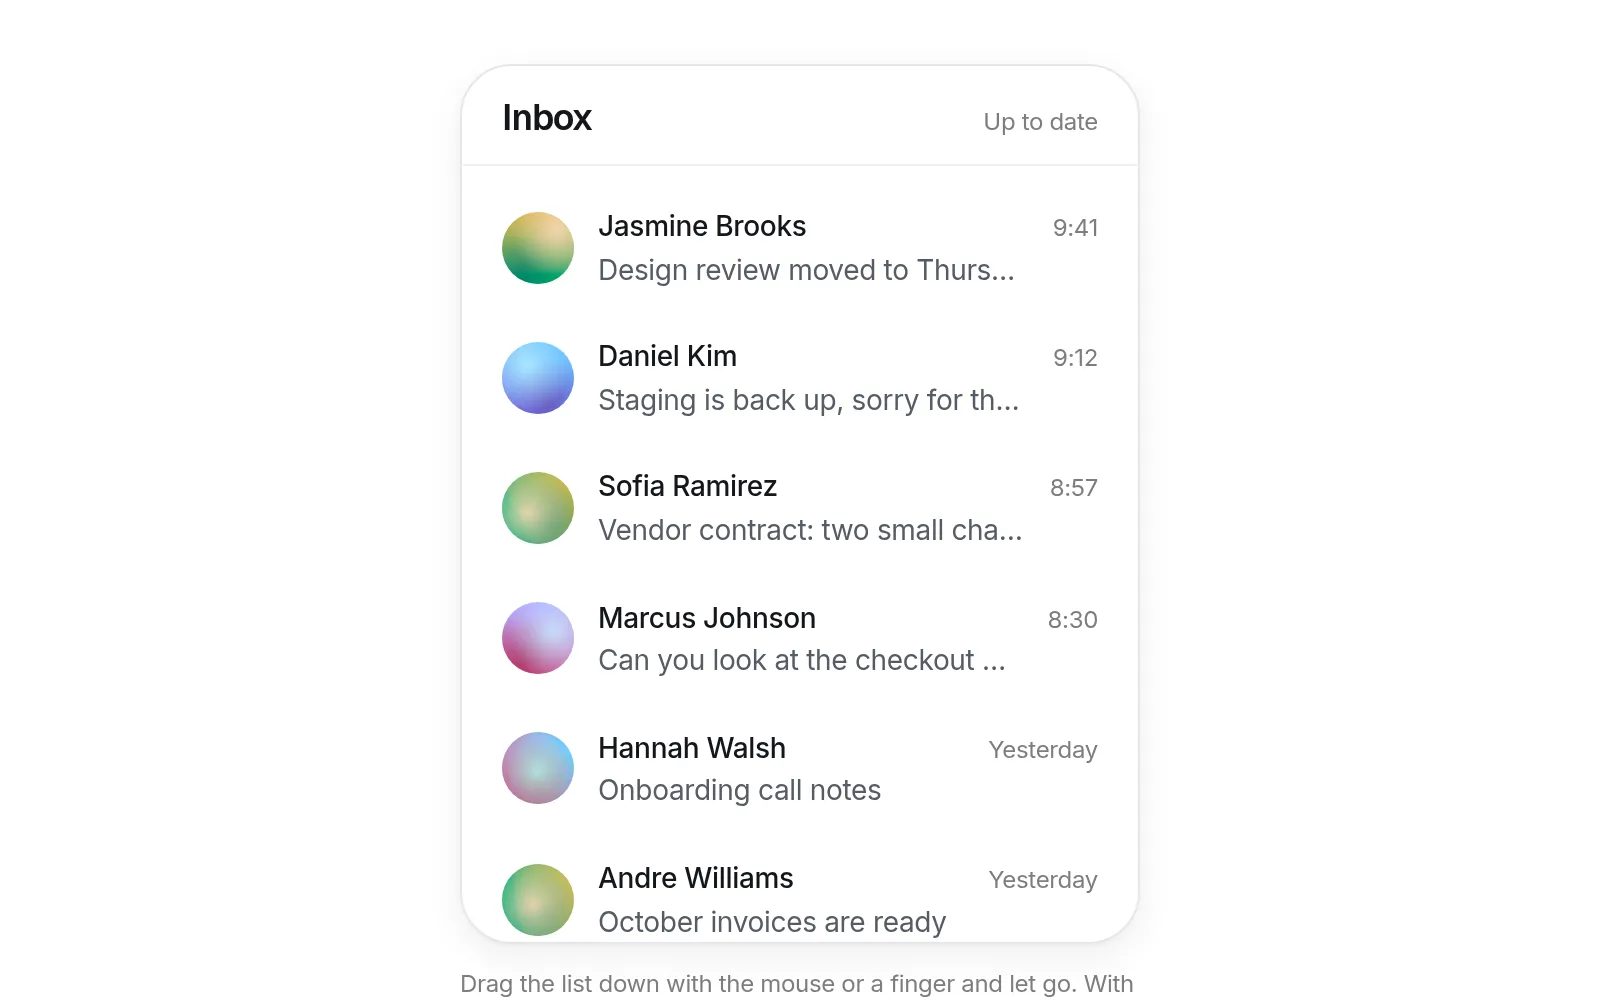 Inbox
Up to date
Jasmine Brooks
9:41
Design review moved to Thurs...
Daniel Kim
9:12
Staging is back up, sorry for th...
Sofia Ramirez
8:57
Vendor contract: two small cha...
Marcus Johnson
8:30
Can you look at the checkout ...
Hannah Walsh
Yesterday
Onboarding call notes
Andre Williams
Yesterday
October invoices are ready
Drag the list down with the mouse or a finger and let go. With